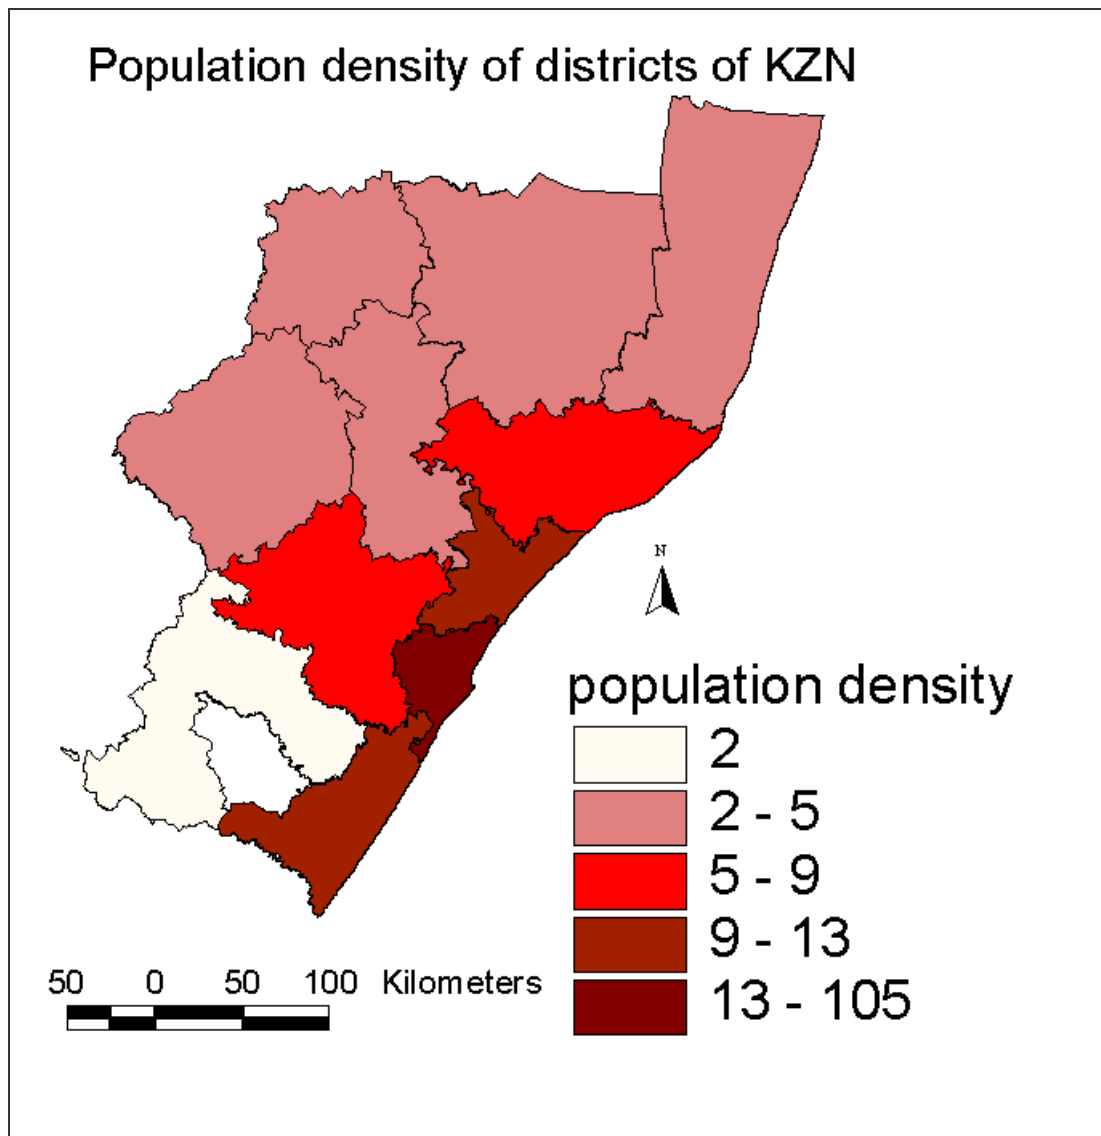 Population density of districts of KZN
N
population density
2
2 - 5
5 - 9
9 - 13
13 - 105
50 0 50 100 Kilometers